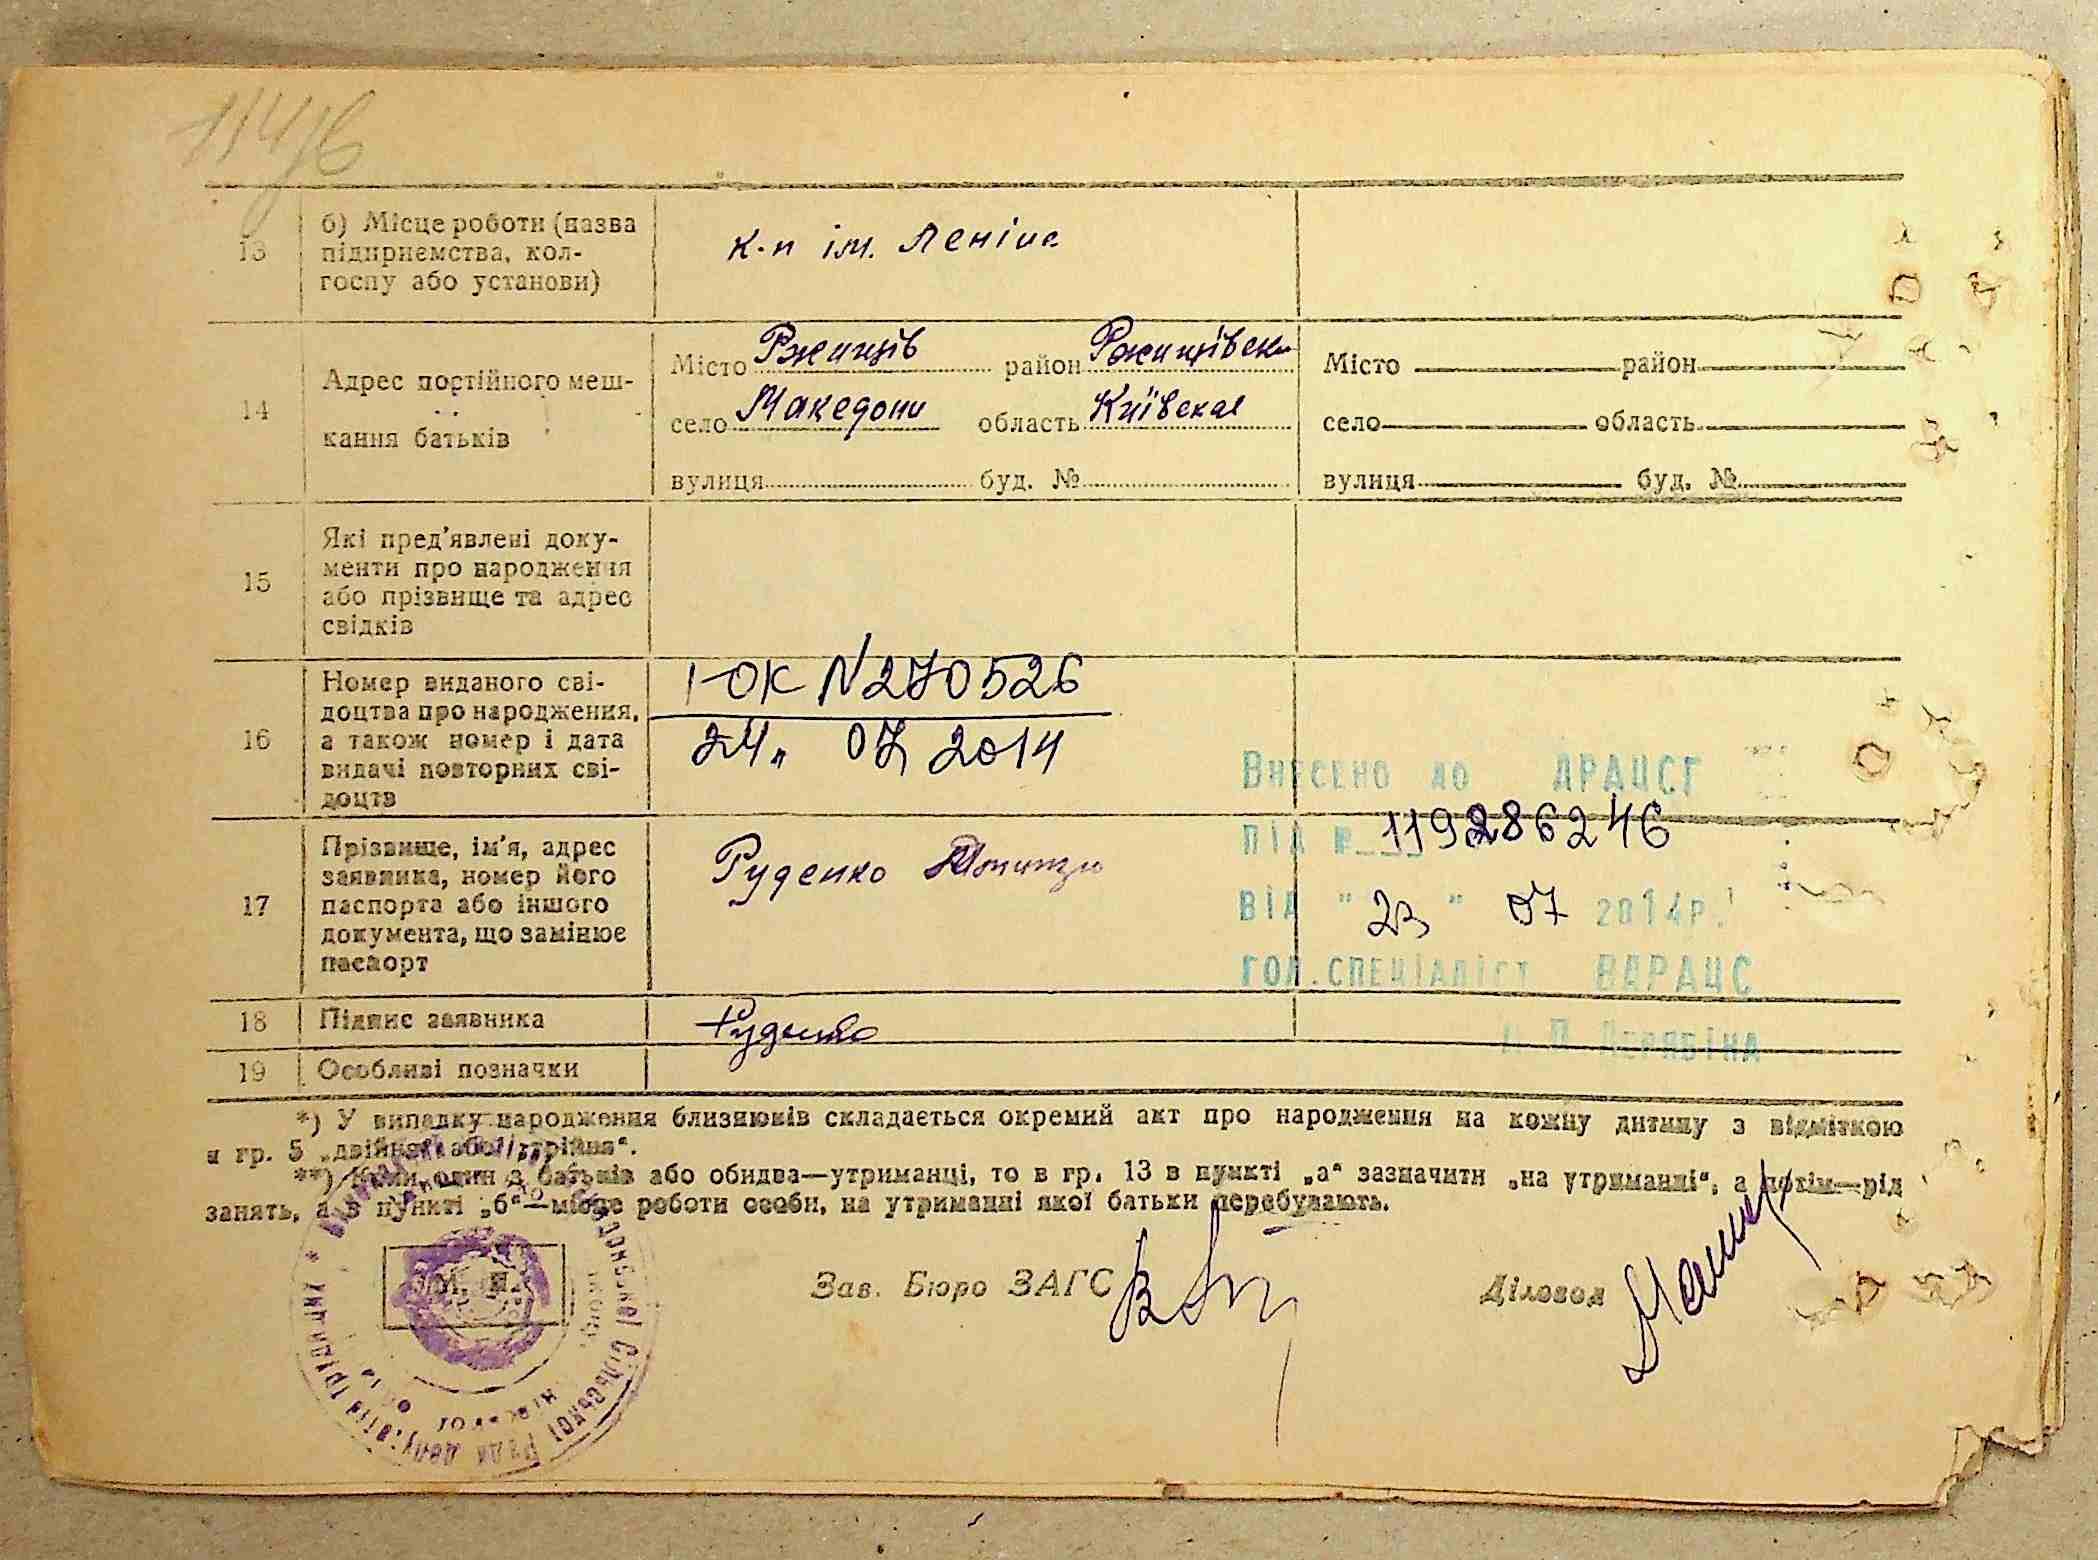 13 б) Місце роботи (назва
підприємства, кол-
госпу або установи)
к-п ім. Леніна
14 Адрес постійного меш-
кання батьків
Місто Ржищів район Ржищівськ
село Македони область Київская
вулиця буд. №
Місто район
село область
вулиця буд. №
15 Які пред'явлені доку-
менти про народження
або прізвище та адрес
свідків
16 Номер виданого сві-
доцтва про народження,
а також номер і дата
видачі повторних сві-
доцтв
І-ОК N270526
24. 07 2014
Внесено до ДРАЦСГ
під № 119286246
від " 23 " 07 2014р.
гол.спеціаліст ВДРАЦС
Дерябіна
17 Прізвище, ім'я, адрес
заявника, номер його
паспорта або іншого
документа, що замінює
паспорт
Руденко
18 Підпис заявника
Руденко
19 Особливі позначки
*) У випадку народження близнюків складається окремий акт про народження на кожну дитину з відміткою
в гр. 5 „двійня" або „трійня".
**) Коли один з батьків або обидва—утриманці, то в гр. 13 в пункті „а" зазначити „на утриманні", а потім—рід
занять, а в пункті „б"—місце роботи особи, на утриманні якої батьки перебувають.
М. П.
Зав. Бюро ЗАГС
Діловод